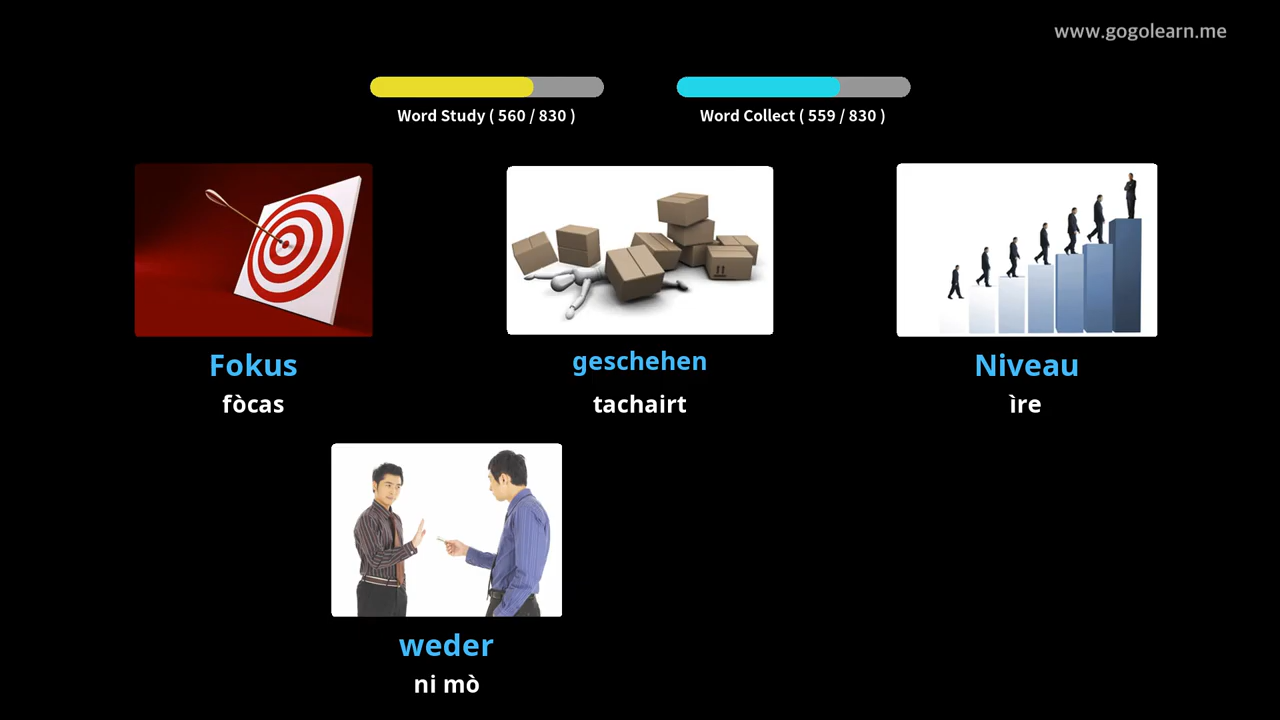 www.gogolearn.me
Word Study ( 560 / 830 )
Word Collect ( 559 / 830 )
Fokus
fòcas
geschehen
tachairt
Niveau
ìre
weder
ni mò